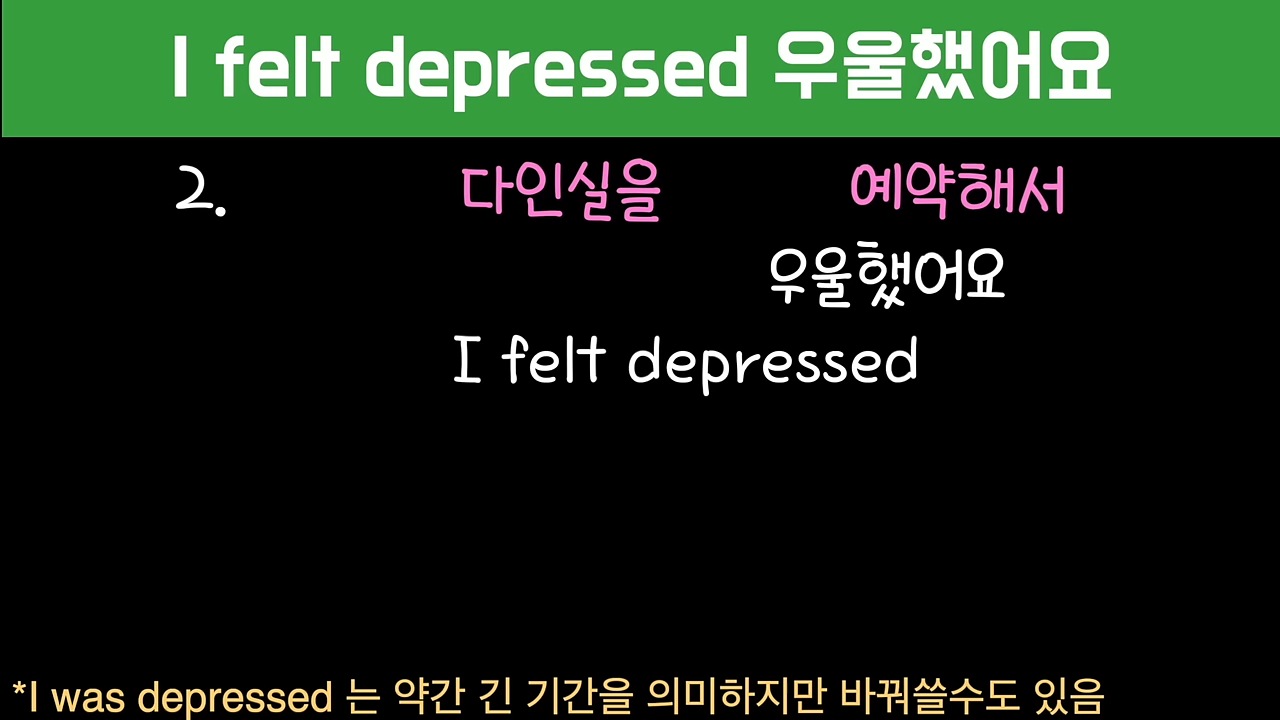 I felt depressed 우울했어요
2. 다인실을 예약해서
우울했어요
I felt depressed
*I was depressed 는 약간 긴 기간을 의미하지만 바꿔쓸수도 있음